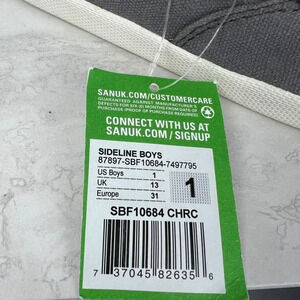 SANUK.COM/CUSTOMERCARE
GUARANTEED AGAINST MANUFACTURER
DEFECTS FOR SIX (6) MONTHS FROM DATE OF
PURCHASE (PROOF OF PURCHASE REQUIRED).
CONNECT WITH US AT
SANUK.COM / SIGNUP
SIDELINE BOYS
87897-SBF10684-7497795
US Boys 1
UK 13
Europe 31
1
SBF10684 CHRC
7 37045 82635 6